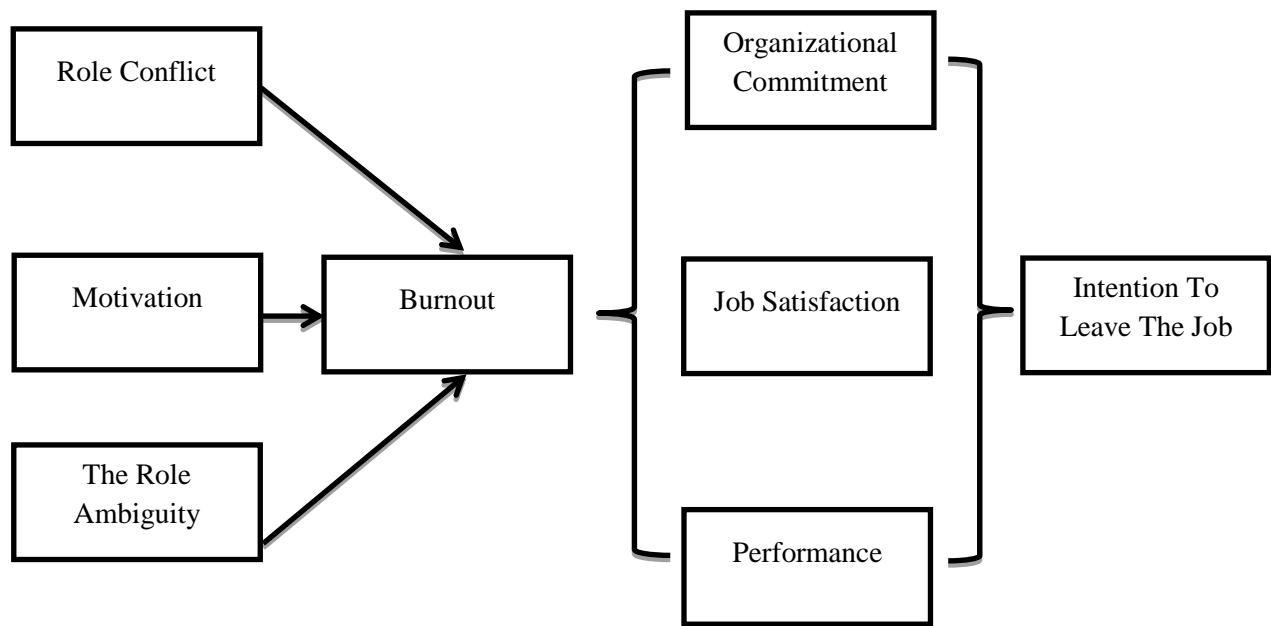 Role Conflict
Motivation
The Role
Ambiguity
Burnout
Organizational
Commitment
Job Satisfaction
Performance
Intention To
Leave The Job